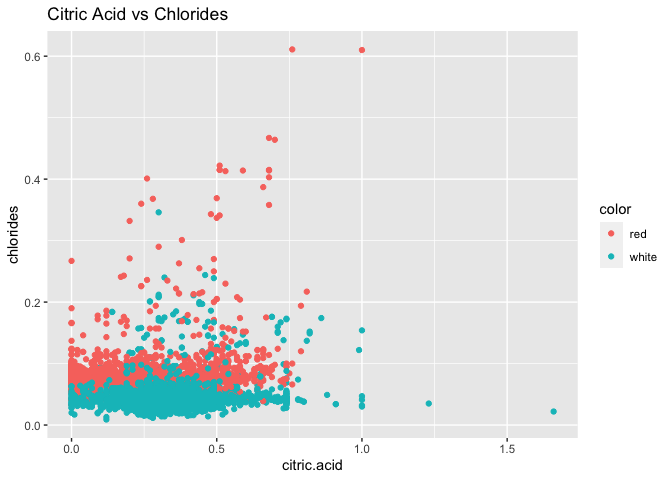 Citric Acid vs Chlorides
0.6
0.4
0.2
0.0
chlorides
0.0 0.5 1.0 1.5
citric.acid
color
red
white